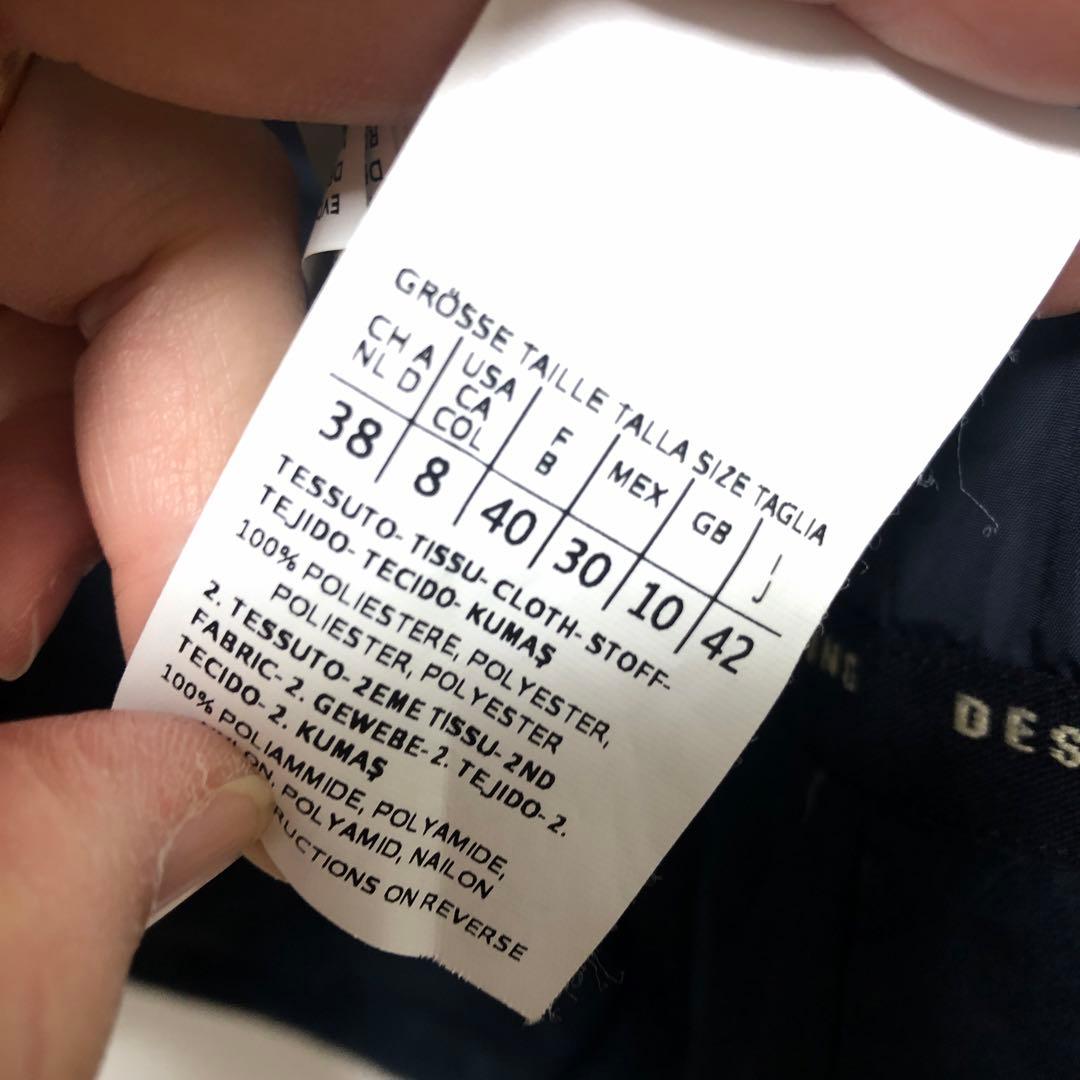 GRÖSSE TAILLE TALLA SIZE TAGLIA
CH A NL D | USA CA COL | F B | MEX | GB | I J
38 | 8 | 40 | 30 | 10 | 42
TESSUTO- TISSU- CLOTH- STOFF-
TEJIDO- TECIDO- KUMAŞ
100% POLIESTERE, POLYESTER,
POLIESTER, POLYESTER
2. TESSUTO- 2EME TISSU- 2ND
FABRIC- 2. GEWEBE- 2. TEJIDO- 2.
TECIDO- 2. KUMAŞ
100% POLIAMMIDE, POLYAMIDE,
POLYAMID, NAILON
ON REVERSE